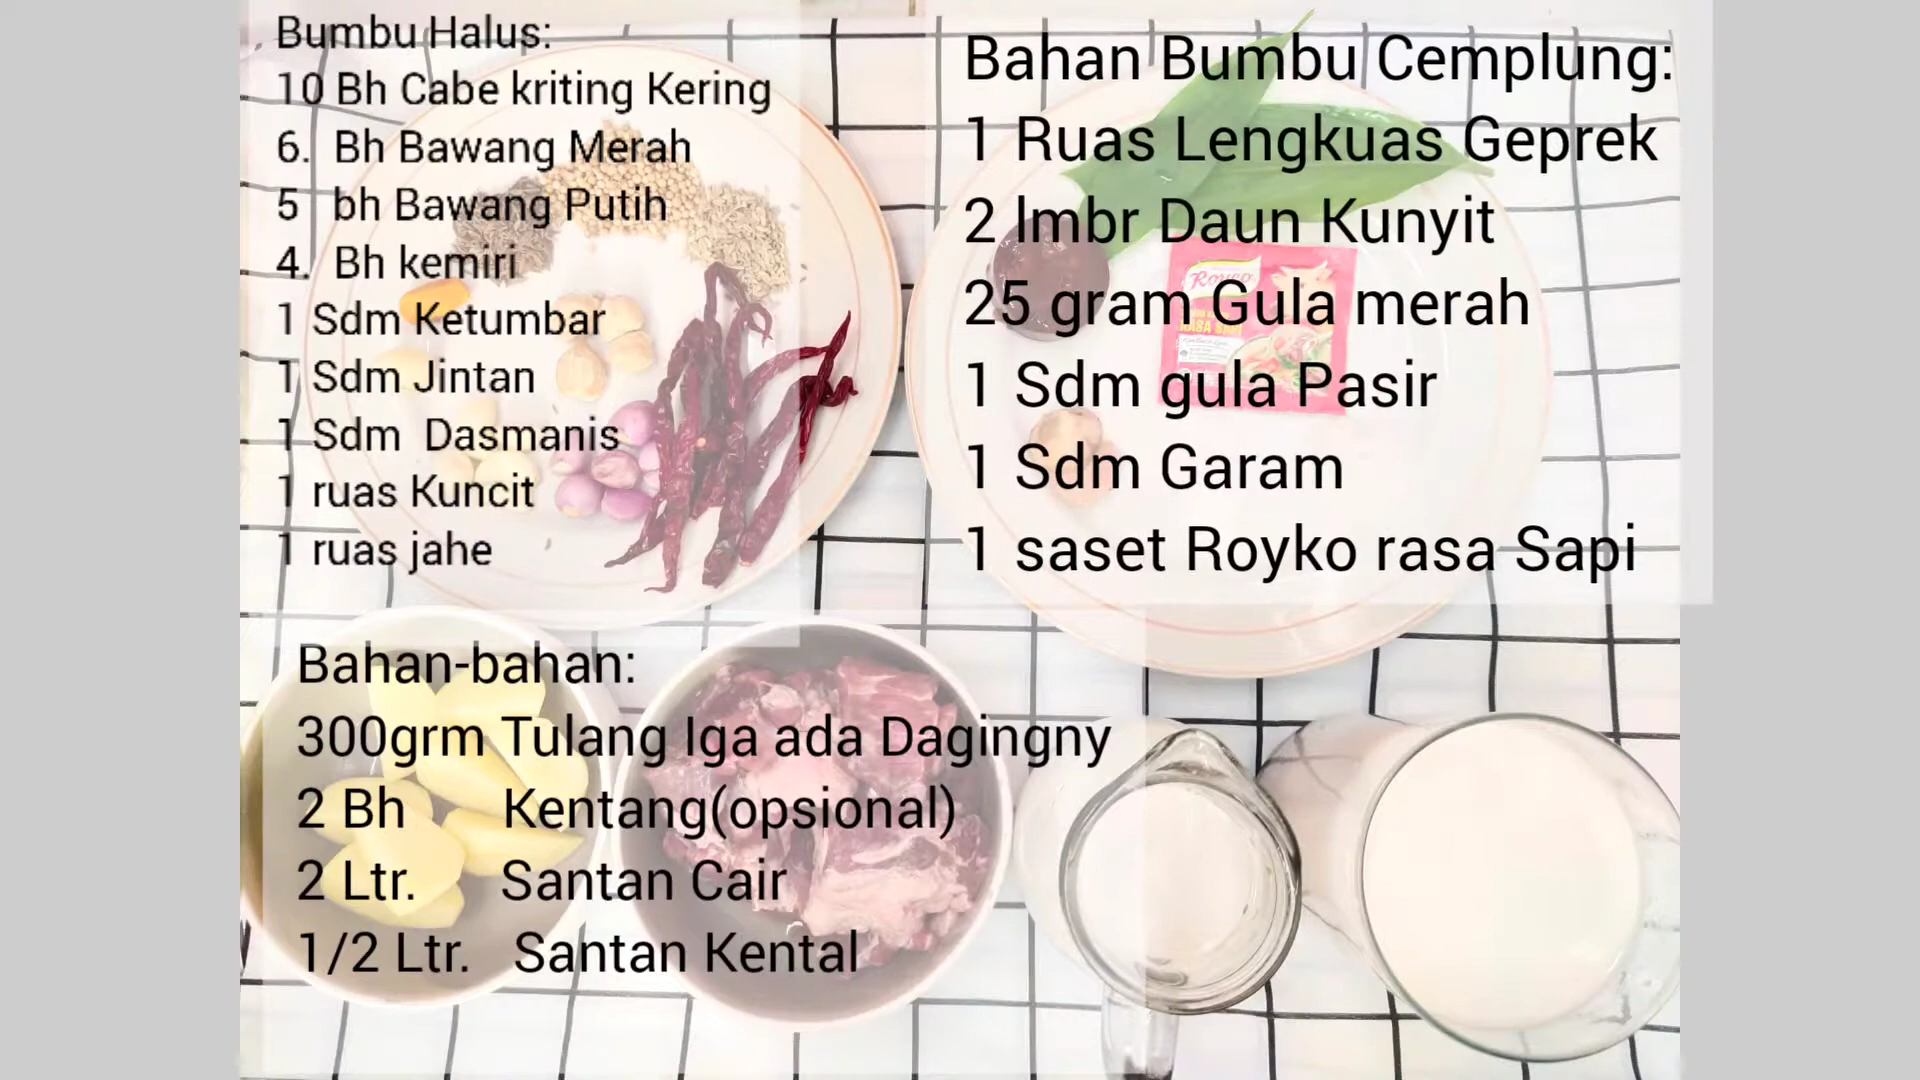 Bumbu Halus:
10 Bh Cabe kriting Kering
6. Bh Bawang Merah
5 bh Bawang Putih
4. Bh kemiri
1 Sdm Ketumbar
1 Sdm Jintan
1 Sdm Dasmanis
1 ruas Kuncit
1 ruas jahe
Bahan Bumbu Cemplung:
1 Ruas Lengkuas Geprek
2 lmbr Daun Kunyit
25 gram Gula merah
1 Sdm gula Pasir
1 Sdm Garam
1 saset Royko rasa Sapi
Royco
RASA SAPI
Bahan-bahan:
300grm Tulang Iga ada Dagingny
2 Bh Kentang(opsional)
2 Ltr. Santan Cair
1/2 Ltr. Santan Kental